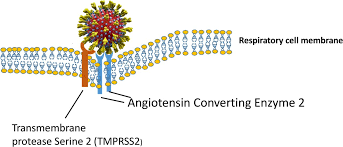 Respiratory cell membrane
Angiotensin Converting Enzyme 2
Transmembrane
protease Serine 2 (TMPRSS2)